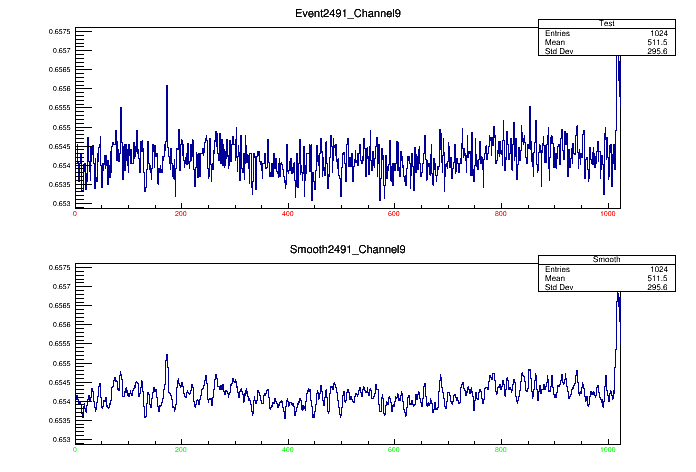 Event2491_Channel9
Test
Entries 1024
Mean 511.5
Std Dev 295.6
0.6575
0.657
0.6565
0.656
0.6555
0.655
0.6545
0.654
0.6535
0.653
0 200 400 600 800 1000
Smooth2491_Channel9
Smooth
Entries 1024
Mean 511.5
Std Dev 295.6
0.6575
0.657
0.6565
0.656
0.6555
0.655
0.6545
0.654
0.6535
0.653
0 200 400 600 800 1000